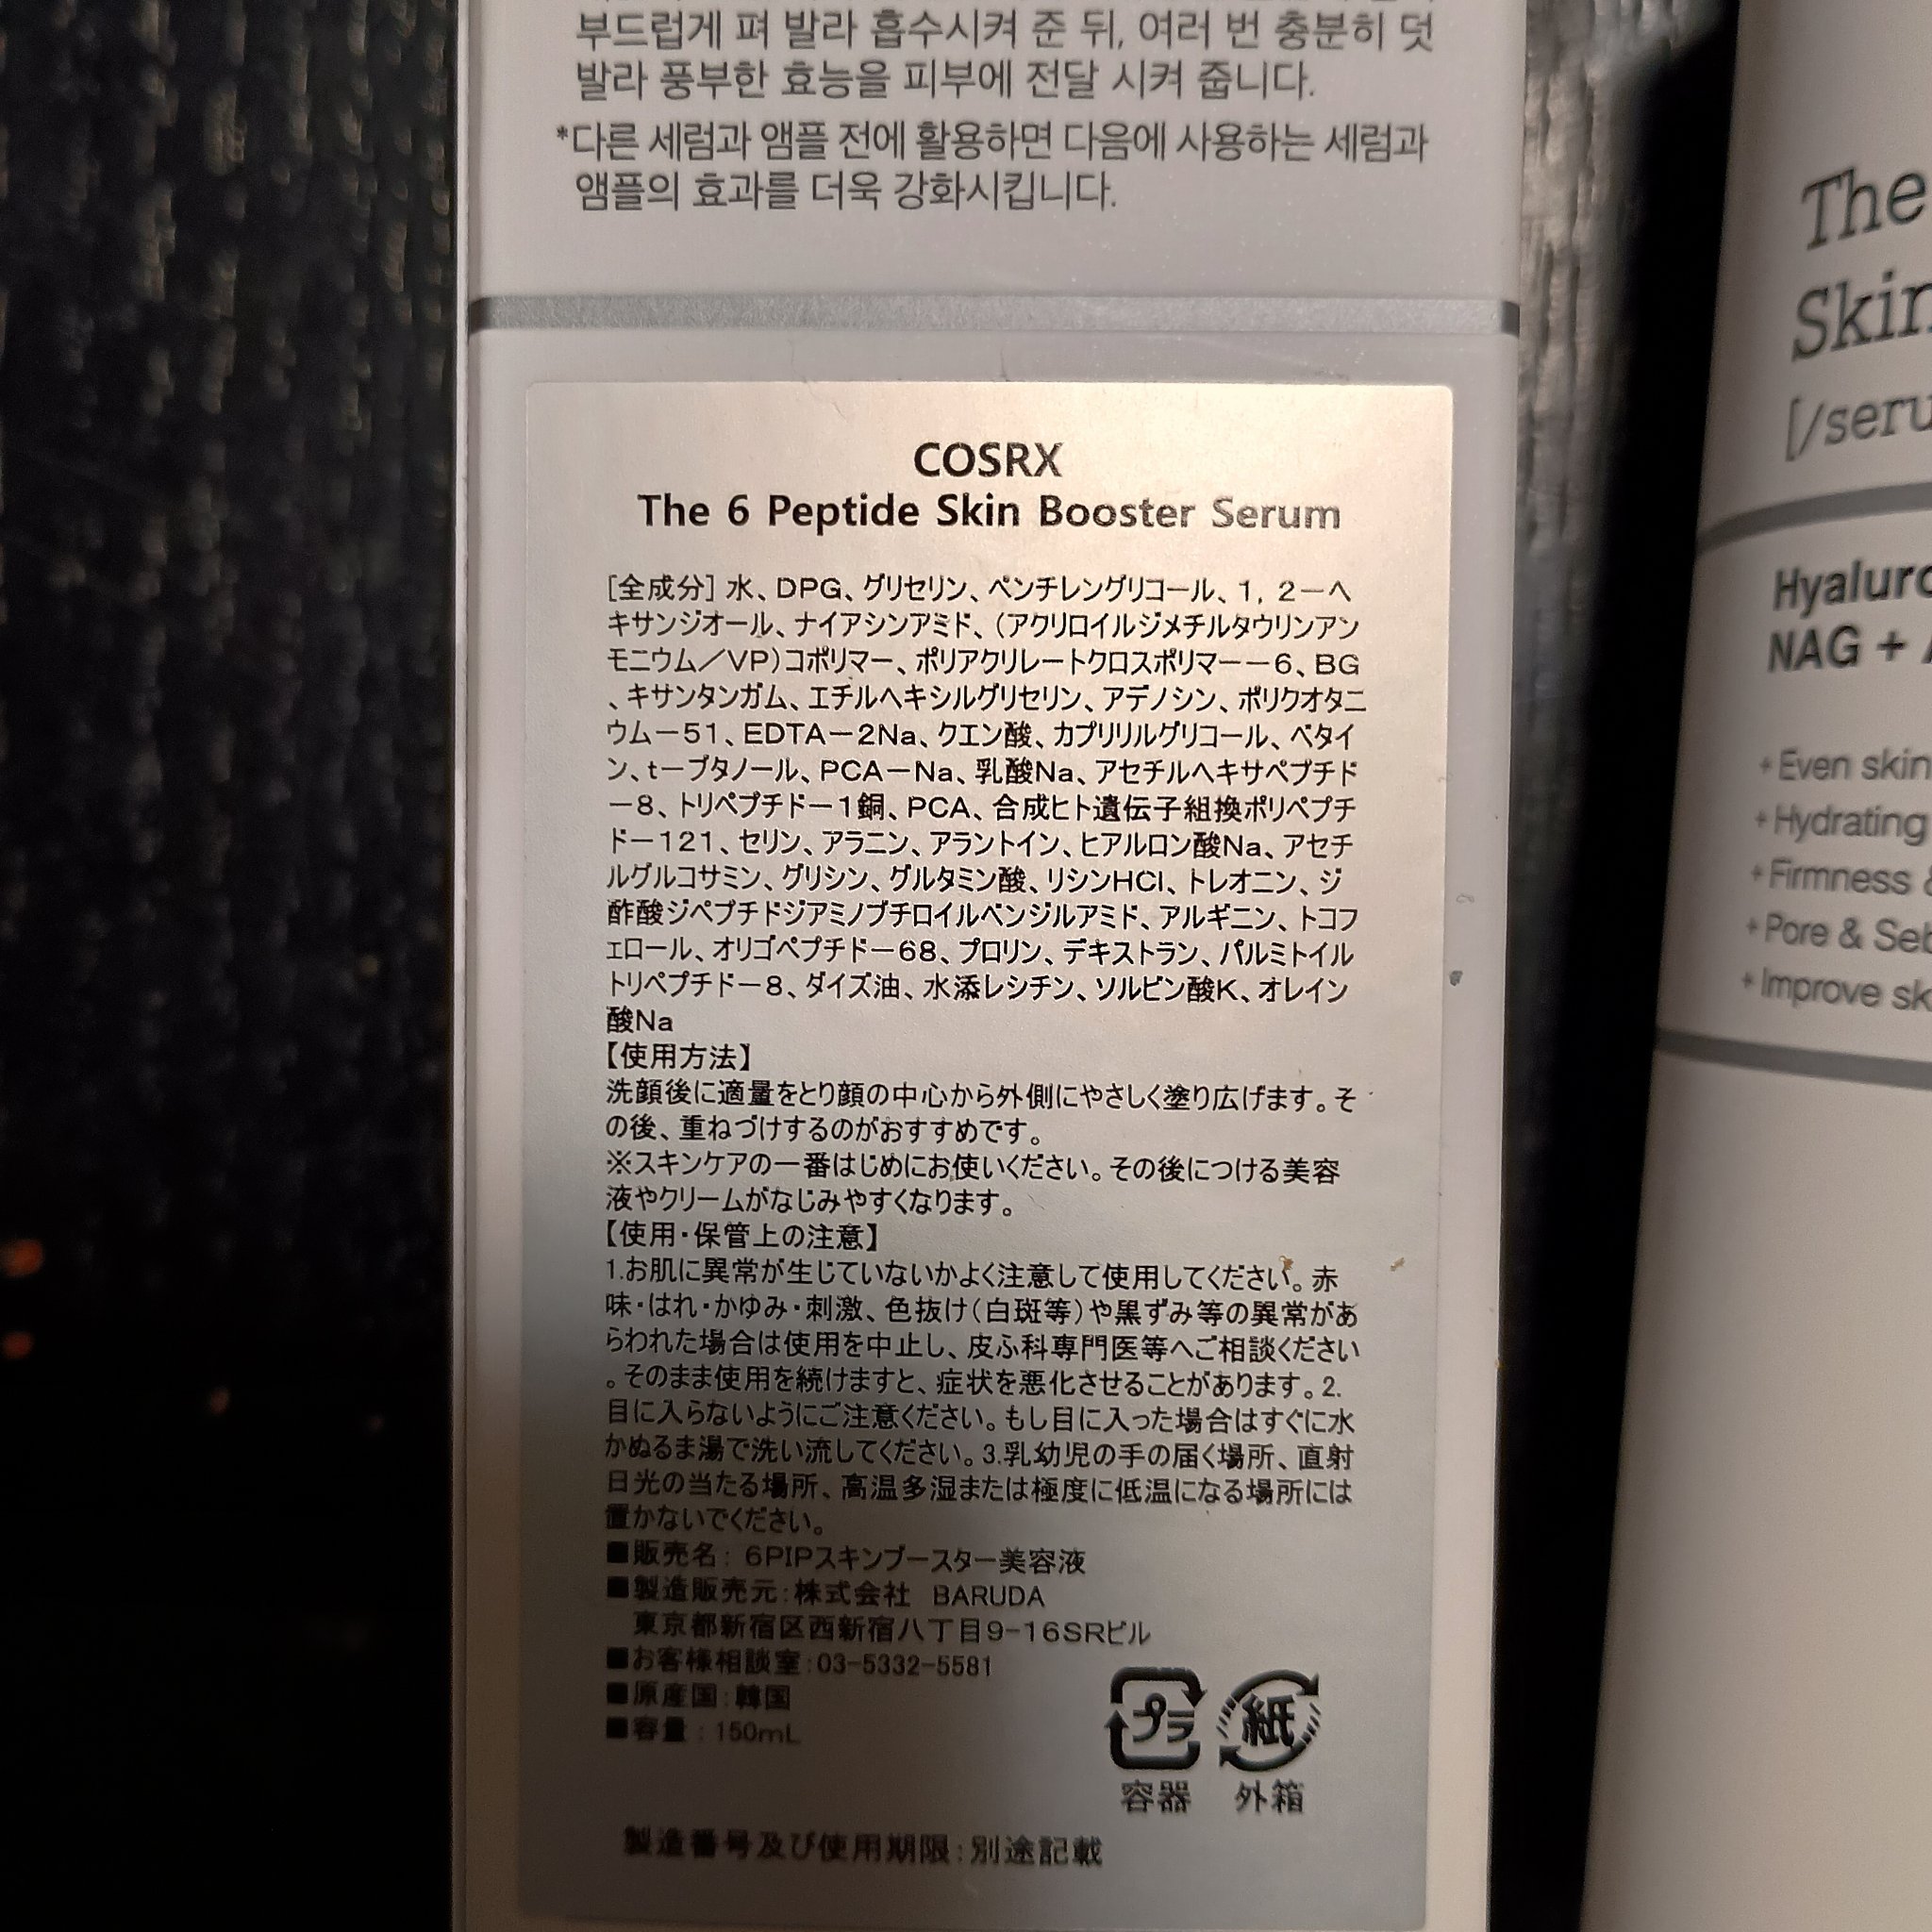 부드럽게 펴 발라 흡수시켜 준 뒤, 여러 번 충분히 덧
발라 풍부한 효능을 피부에 전달 시켜 줍니다.
*다른 세럼과 앰플 전에 활용하면 다음에 사용하는 세럼과
앰플의 효과를 더욱 강화시킵니다.
COSRX
The 6 Peptide Skin Booster Serum
[全成分] 水、DPG、グリセリン、ペンチレングリコール、1, 2－ヘ
キサンジオール、ナイアシンアミド、（アクリロイルジメチルタウリンアン
モニウム／VP）コポリマー、ポリアクリレートクロスポリマー－6、BG
、キサンタンガム、エチルヘキシルグリセリン、アデノシン、ポリクオタニ
ウム－51、EDTA－2Na、クエン酸、カプリリルグリコール、ベタイ
ン、t－ブタノール、PCA－Na、乳酸Na、アセチルヘキサペプチド
－8、トリペプチド－1銅、PCA、合成ヒト遺伝子組換ポリペプチ
ド－121、セリン、アラニン、アラントイン、ヒアルロン酸Na、アセチ
ルグルコサミン、グリシン、グルタミン酸、リシンHCl、トレオニン、ジ
酢酸ジペプチドジアミノブチロイルベンジルアミド、アルギニン、トコフ
ェロール、オリゴペプチド－68、プロリン、デキストラン、パルミトイル
トリペプチド－8、ダイズ油、水添レシチン、ソルビン酸K、オレイン
酸Na
【使用方法】
洗顔後に適量をとり顔の中心から外側にやさしく塗り広げます。そ
の後、重ねづけするのがおすすめです。
※スキンケアの一番はじめにお使いください。その後につける美容
液やクリームがなじみやすくなります。
【使用・保管上の注意】
1.お肌に異常が生じていないかよく注意して使用してください。赤
味・はれ・かゆみ・刺激、色抜け（白斑等）や黒ずみ等の異常があ
らわれた場合は使用を中止し、皮ふ科専門医等へご相談ください
。そのまま使用を続けますと、症状を悪化させることがあります。2.
目に入らないようにご注意ください。もし目に入った場合はすぐに水
かぬるま湯で洗い流してください。3.乳幼児の手の届く場所、直射
日光の当たる場所、高温多湿または極度に低温になる場所には
置かないでください。
■販売名： 6PIPスキンブースター美容液
■製造販売元：株式会社 BARUDA
東京都新宿区西新宿八丁目9-16SRビル
■お客様相談室：03-5332-5581
■原産国：韓国
■容量：150mL
プラ 紙
容器 外箱
製造番号及び使用期限：別途記載
The
Skin
[/seru
Hyaluro
NAG +
+Even skin
+Hydrating
+Firmness &
+Pore & Seb
+Improve sk